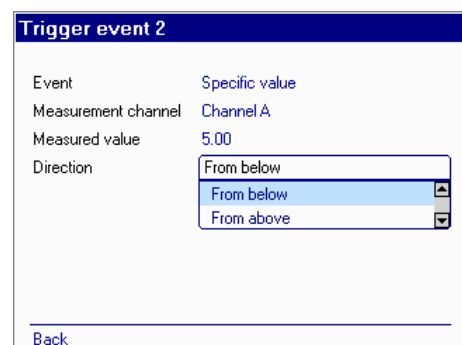 Trigger event 2
Event Specific value
Measurement channel Channel A
Measured value 5.00
Direction From below
From below
From above
Back